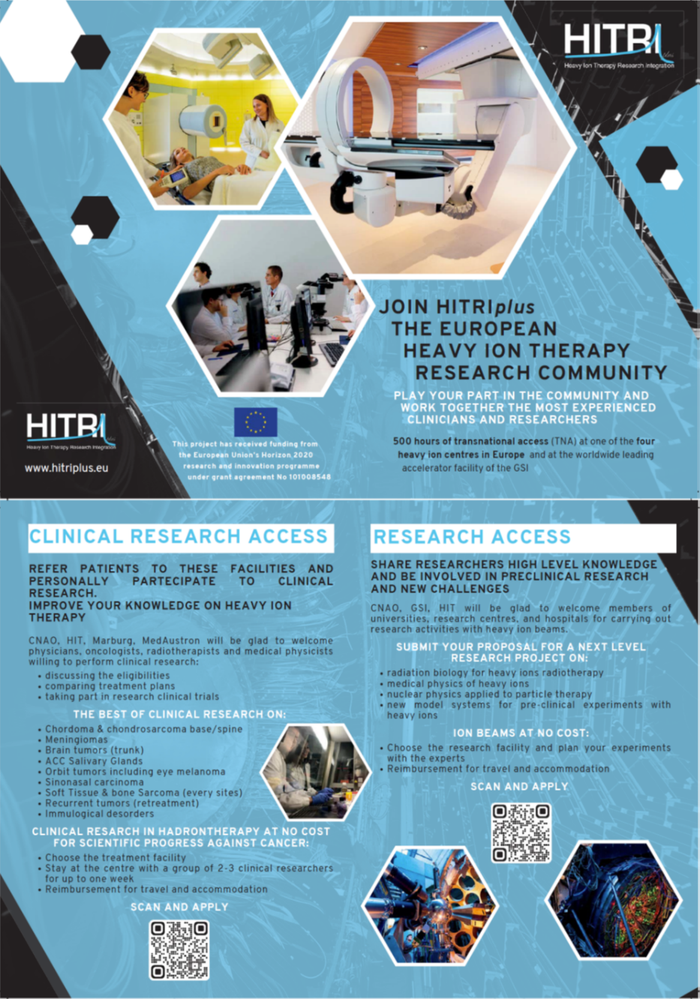 HITRI plus
Heavy Ion Therapy Research Integration
JOIN HITRIplus
THE EUROPEAN
HEAVY ION THERAPY
RESEARCH COMMUNITY
PLAY YOUR PART IN THE COMMUNITY AND
WORK TOGETHER THE MOST EXPERIENCED
CLINICIANS AND RESEARCHERS
500 hours of transnational access (TNA) at one of the four
heavy ion centres in Europe and at the worldwide leading
accelerator facility of the GSI
HITRI plus
Heavy Ion Therapy Research Integration
www.hitriplus.eu
This project has received funding from
the European Union's Horizon 2020
research and innovation programme
under grant agreement No 101008548
CLINICAL RESEARCH ACCESS
REFER PATIENTS TO THESE FACILITIES AND
PERSONALLY PARTECIPATE TO CLINICAL
RESEARCH.
IMPROVE YOUR KNOWLEDGE ON HEAVY ION
THERAPY
CNAO, HIT, Marburg, MedAustron will be glad to welcome
physicians, oncologists, radiotherapists and medical physicists
willing to perform clinical research:
• discussing the eligibilities
• comparing treatment plans
• taking part in research clinical trials
THE BEST OF CLINICAL RESEARCH ON:
• Chordoma & chondrosarcoma base/spine
• Meningiomas
• Brain tumors (trunk)
• ACC Salivary Glands
• Orbit tumors including eye melanoma
• Sinonasal carcinoma
• Soft Tissue & bone Sarcoma (every sites)
• Recurrent tumors (retreatment)
• Immulogical desorders
CLINICAL RESARCH IN HADRONTHERAPY AT NO COST
FOR SCIENTIFIC PROGRESS AGAINST CANCER:
• Choose the treatment facility
• Stay at the centre with a group of 2-3 clinical researchers
for up to one week
• Reimbursement for travel and accommodation
SCAN AND APPLY
RESEARCH ACCESS
SHARE RESEARCHERS HIGH LEVEL KNOWLEDGE
AND BE INVOLVED IN PRECLINICAL RESEARCH
AND NEW CHALLENGES
CNAO, GSI, HIT will be glad to welcome members of
universities, research centres, and hospitals for carrying out
research activities with heavy ion beams.
SUBMIT YOUR PROPOSAL FOR A NEXT LEVEL
RESEARCH PROJECT ON:
• radiation biology for heavy ions radiotherapy
• medical physics of heavy ions
• nuclear physics applied to particle therapy
• new model systems for pre-clinical experiments with
heavy ions
ION BEAMS AT NO COST:
• Choose the research facility and plan your experiments
with the experts
• Reimbursement for travel and accommodation
SCAN AND APPLY